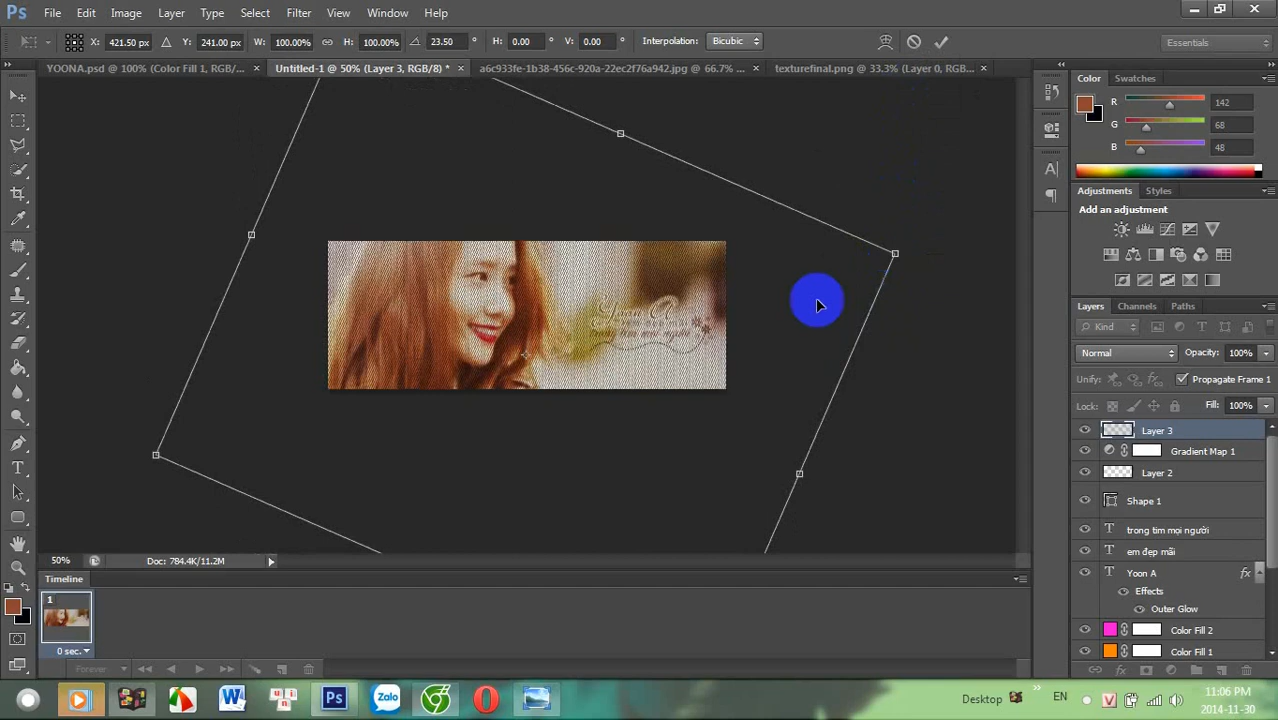 Ps File Edit Image Layer Type Select Filter View Window Help
X: 421.50 px Y: 241.00 px W: 100.00% H: 100.00% 23.50 ° H: 0.00 ° V: 0.00 ° Interpolation: Bicubic Essentials
YOONA.psd @ 100% (Color Fill 1, RGB/... × Untitled-1 @ 50% (Layer 3, RGB/8) * × a6c933fe-1b38-456c-920a-22ec2f76a942.jpg @ 66.7% ... × texturefinal.png @ 33.3% (Layer 0, RGB... ×
Color Swatches
R 142
G 68
B 48
Adjustments Styles
Add an adjustment
Layers Channels Paths
Kind
Normal Opacity: 100%
Unify: Propagate Frame 1
Lock: Fill: 100%
Layer 3
Gradient Map 1
Layer 2
Shape 1
trong tim mọi người
em đẹp mãi
Yoon A fx
Effects
Outer Glow
Color Fill 2
Color Fill 1
Yoon A
50% Doc: 784.4K/11.2M
Timeline
1
0 sec.
Forever
W uni Ps Zalo Desktop » EN V 11:06 PM
2014-11-30